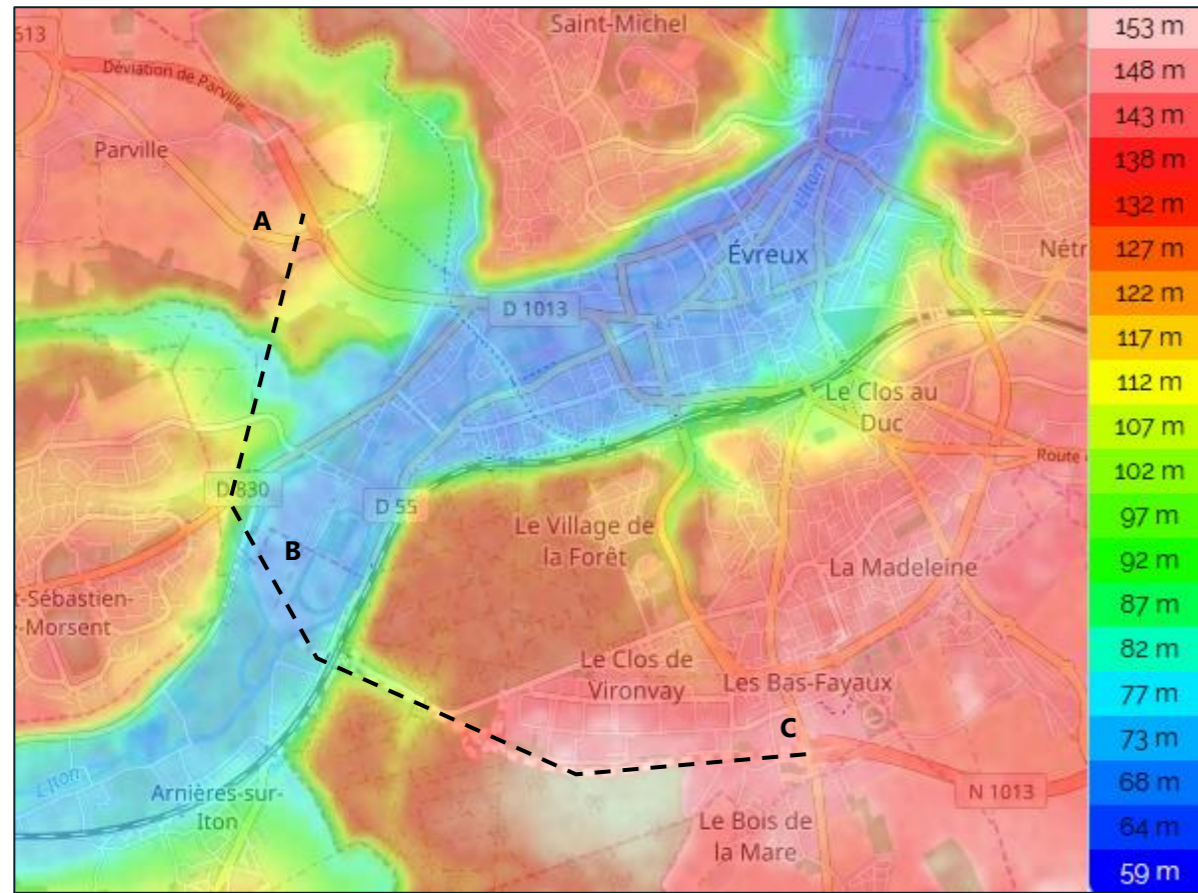 Saint-Michel
513
Déviation de Parville
Parville
A
L'Iton
Évreux
Nétr
D 1013
Le Clos au
Duc
Route
D 830
D 55
B
Le Village de
la Forêt
La Madeleine
t-Sébastien-
-Morsent
Le Clos de
Vironvay
Les Bas-Fayaux
C
L'Iton
Arnières-sur-
Iton
N 1013
Le Bois de
la Mare
153 m
148 m
143 m
138 m
132 m
127 m
122 m
117 m
112 m
107 m
102 m
97 m
92 m
87 m
82 m
77 m
73 m
68 m
64 m
59 m